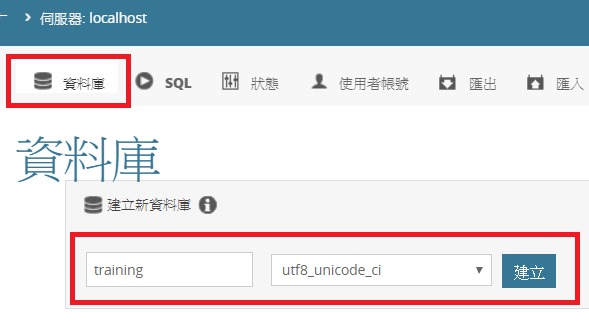 伺服器: localhost
資料庫 SQL 狀態 使用者帳號 匯出 匯入
資料庫
建立新資料庫
training utf8_unicode_ci 建立